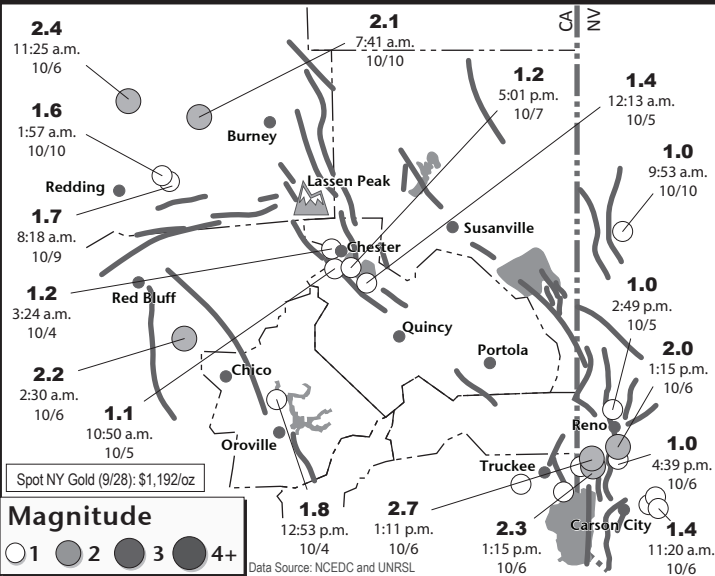 2.4
11:25 a.m.
10/6
2.1
7:41 a.m.
10/10
CA
NV
1.2
5:01 p.m.
10/7
1.4
12:13 a.m.
10/5
1.6
1:57 a.m.
10/10
Burney
1.0
9:53 a.m.
10/10
Redding
Lassen Peak
1.7
8:18 a.m.
10/9
Susanville
Chester
1.2
3:24 a.m.
10/4
Red Bluff
1.0
2:49 p.m.
10/5
Quincy
Portola
2.0
1:15 p.m.
10/6
2.2
2:30 a.m.
10/6
Chico
1.1
10:50 a.m.
10/5
Oroville
Reno
Truckee
1.0
4:39 p.m.
10/6
Spot NY Gold (9/28): $1,192/oz
1.8
12:53 p.m.
10/4
2.7
1:11 p.m.
10/6
2.3
1:15 p.m.
10/6
Carson City
1.4
11:20 a.m.
10/6
Magnitude
1 2 3 4+
Data Source: NCEDC and UNRSL